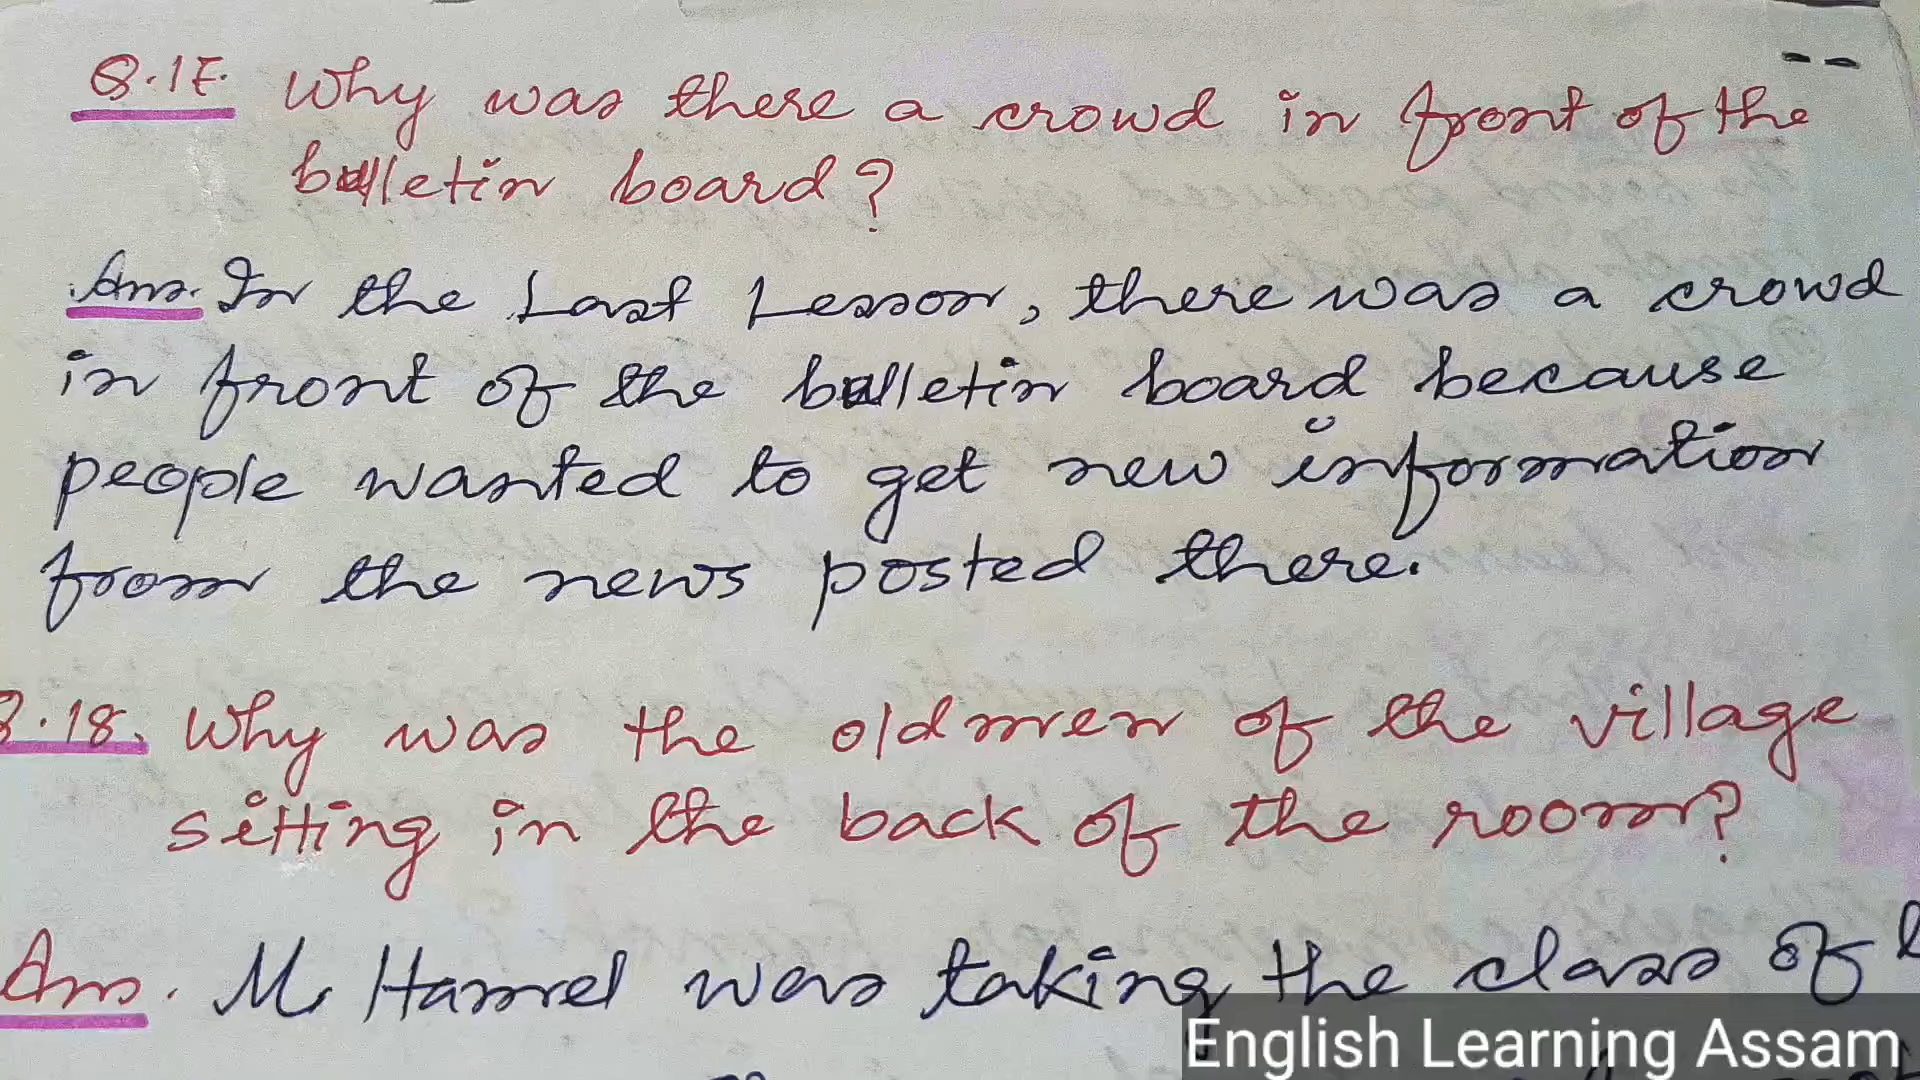 Q.17. Why was there a crowd in front of the
bulletin board?
Ans. In the Last Lesson, there was a crowd
in front of the bulletin board because
people wanted to get new information
from the news posted there.
Q.18. Why was the oldmen of the village
sitting in the back of the room?
Ans. M. Hamel was taking the class of
English Learning Assam